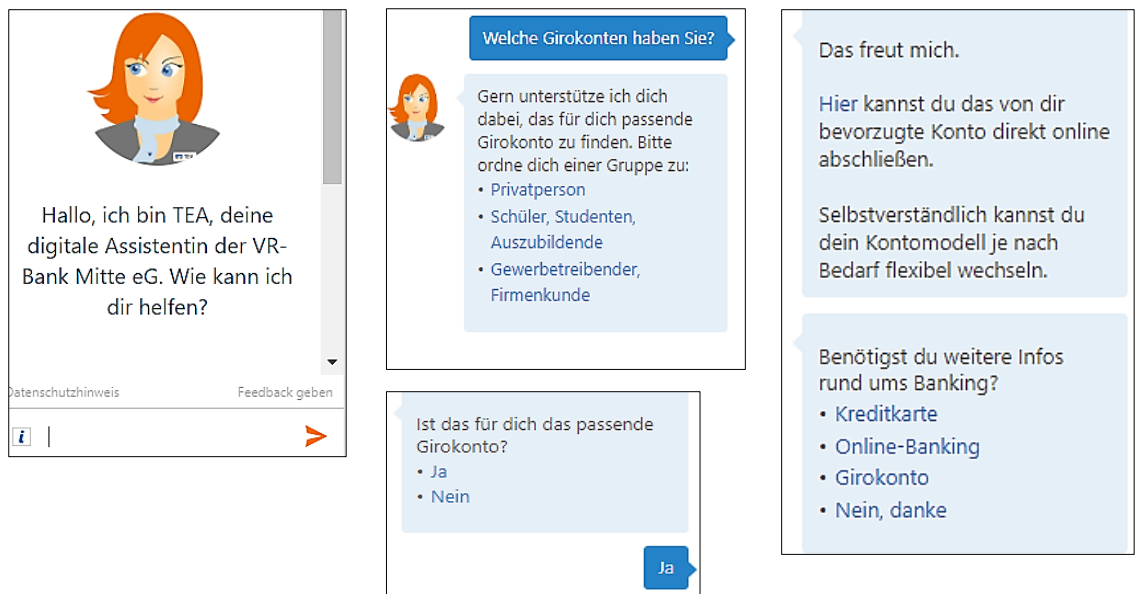 Hallo, ich bin TEA, deine
digitale Assistentin der VR-
Bank Mitte eG. Wie kann ich
dir helfen?
Datenschutzhinweis
Feedback geben
i
Welche Girokonten haben Sie?
Gern unterstütze ich dich
dabei, das für dich passende
Girokonto zu finden. Bitte
ordne dich einer Gruppe zu:
• Privatperson
• Schüler, Studenten,
Auszubildende
• Gewerbetreibender,
Firmenkunde
Ist das für dich das passende
Girokonto?
• Ja
• Nein
Ja
Das freut mich.
Hier kannst du das von dir
bevorzugte Konto direkt online
abschließen.
Selbstverständlich kannst du
dein Kontomodell je nach
Bedarf flexibel wechseln.
Benötigst du weitere Infos
rund ums Banking?
• Kreditkarte
• Online-Banking
• Girokonto
• Nein, danke